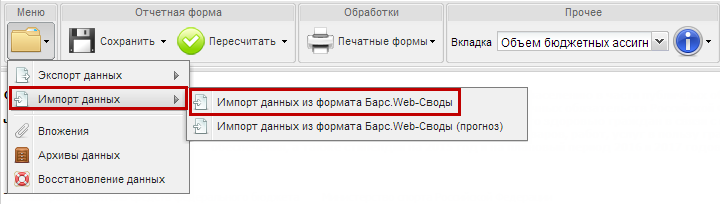 Меню
Отчетная форма
Обработки
Прочее
Сохранить
Пересчитать
Печатные формы
Вкладка
Объем бюджетных ассигн
Экспорт данных
Импорт данных
Импорт данных из формата Барс.Web-Своды
Импорт данных из формата Барс.Web-Своды (прогноз)
Вложения
Архивы данных
Восстановление данных